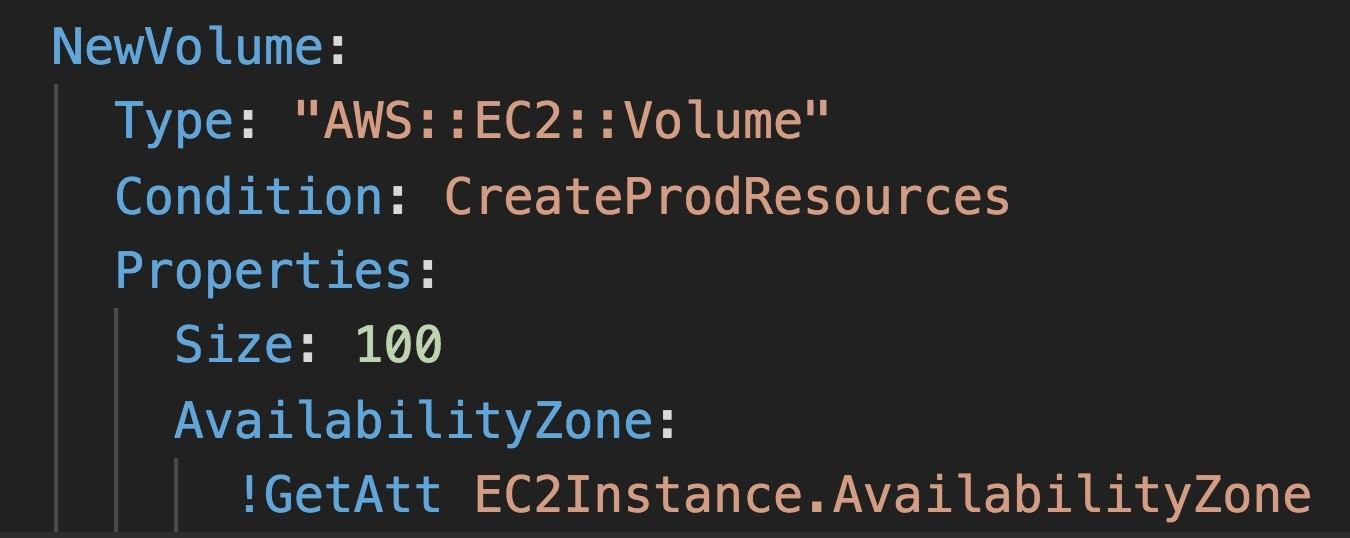 NewVolume:
Type: "AWS::EC2::Volume"
Condition: CreateProdResources
Properties:
Size: 100
AvailabilityZone:
!GetAtt EC2Instance.AvailabilityZone